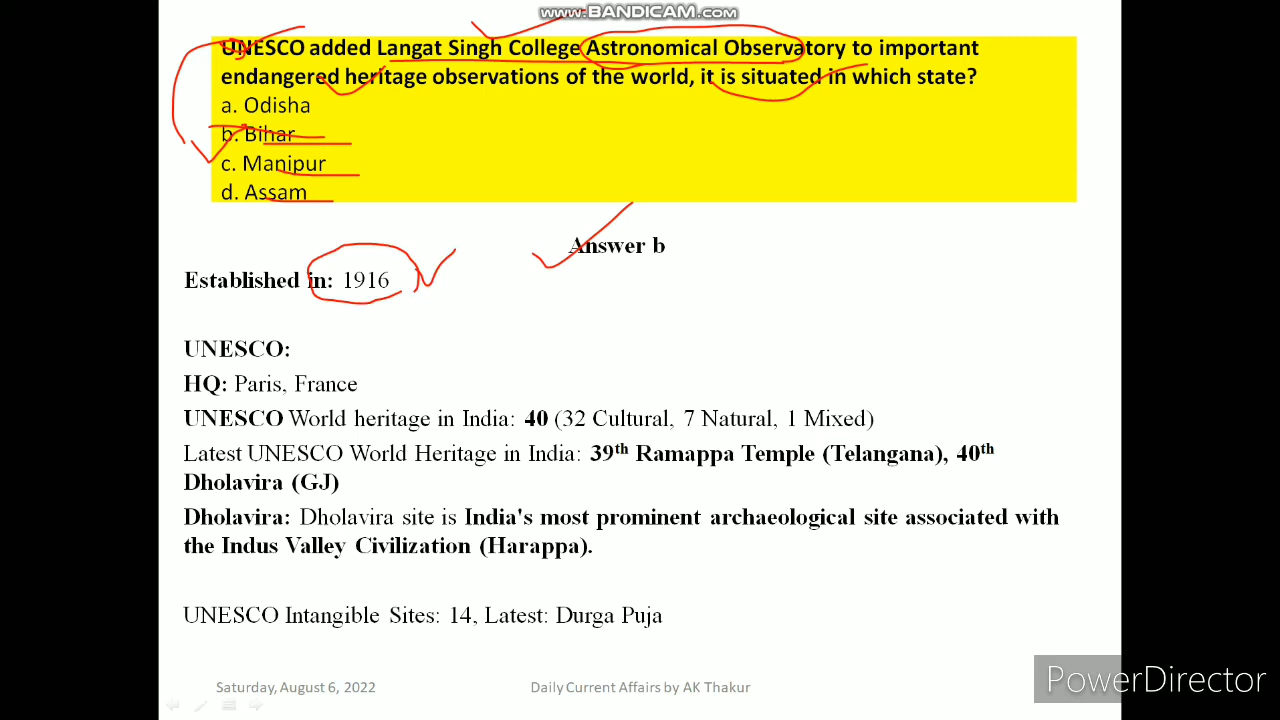 www.BANDICAM.com
UNESCO added Langat Singh College Astronomical Observatory to important
endangered heritage observations of the world, it is situated in which state?
a. Odisha
b. Bihar
c. Manipur
d. Assam
Answer b
Established in: 1916
UNESCO:
HQ: Paris, France
UNESCO World heritage in India: 40 (32 Cultural, 7 Natural, 1 Mixed)
Latest UNESCO World Heritage in India: 39th Ramappa Temple (Telangana), 40th
Dholavira (GJ)
Dholavira: Dholavira site is India's most prominent archaeological site associated with
the Indus Valley Civilization (Harappa).
UNESCO Intangible Sites: 14, Latest: Durga Puja
Saturday, August 6, 2022
Daily Current Affairs by AK Thakur
PowerDirector